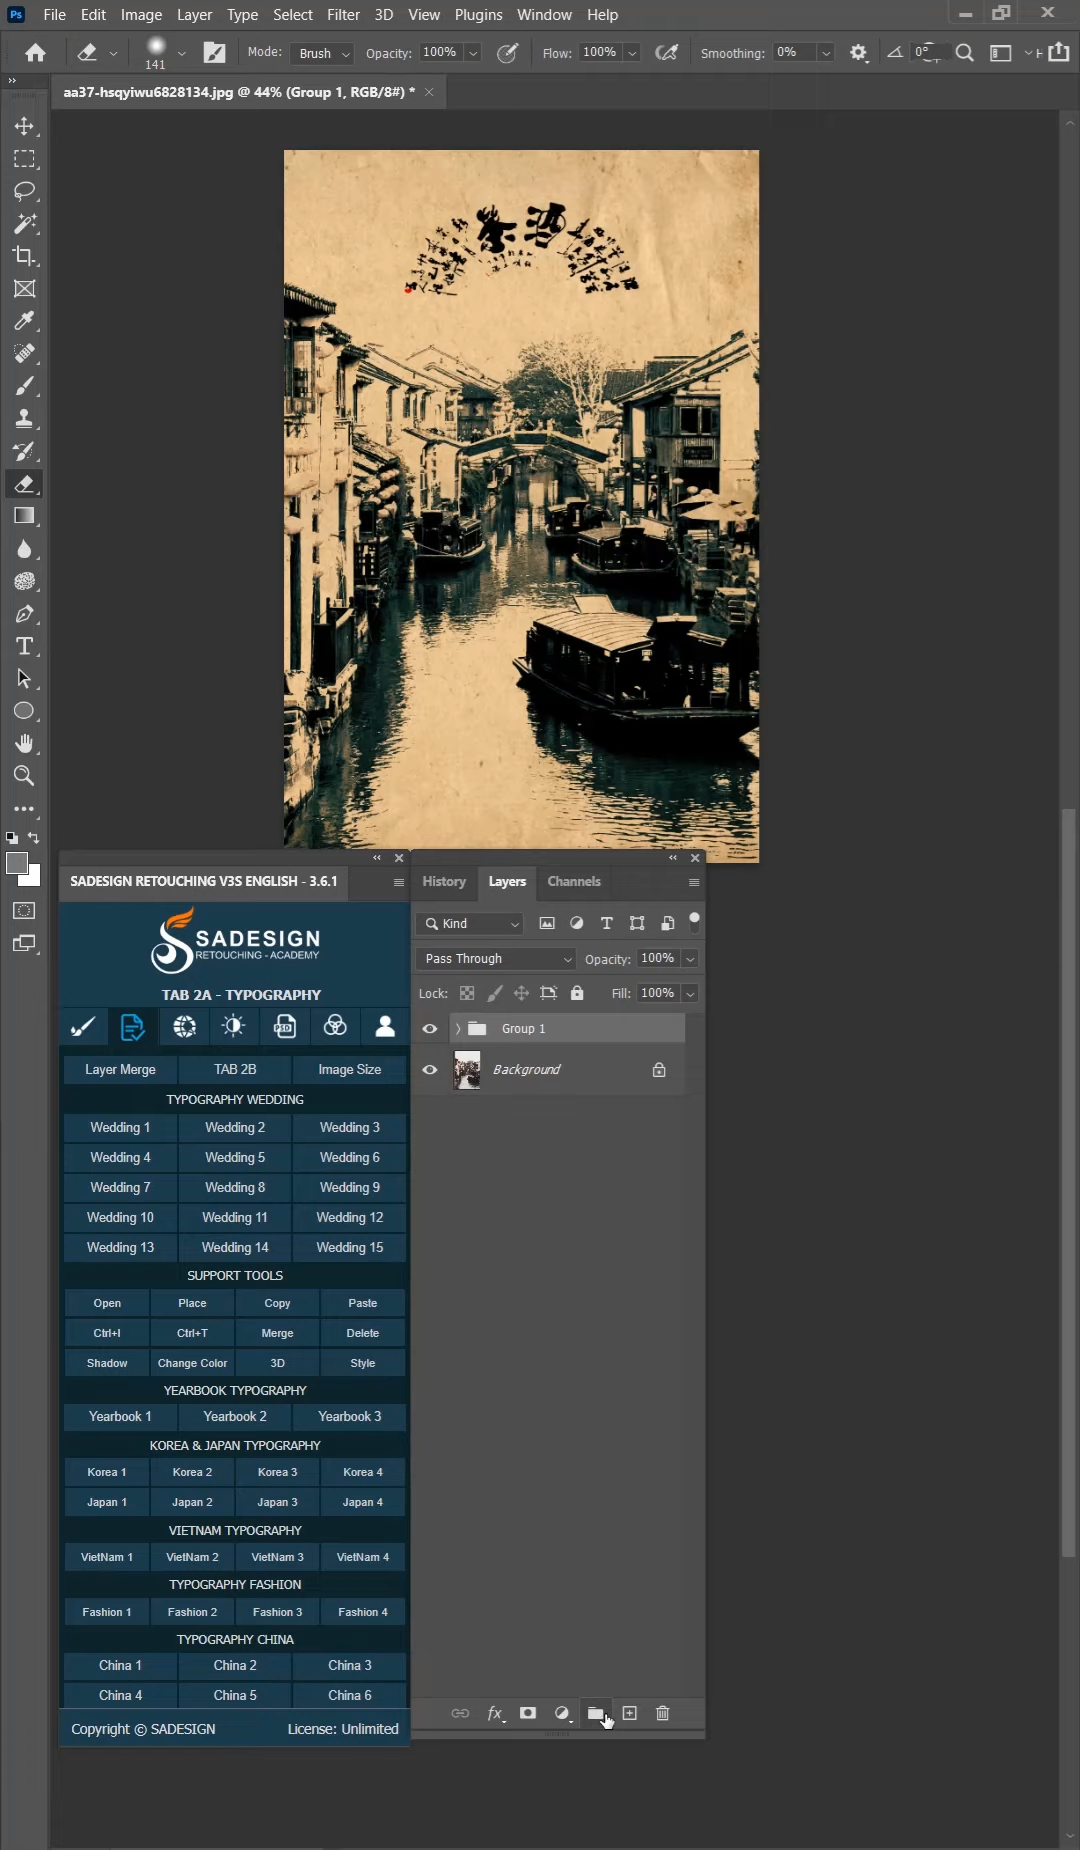 Ps File Edit Image Layer Type Select Filter 3D View Plugins Window Help
141 Mode: Brush Opacity: 100% Flow: 100% Smoothing: 0% 0°
aa37-hsqyiwu6828134.jpg @ 44% (Group 1, RGB/8#) *
SADESIGN RETOUCHING V3S ENGLISH - 3.6.1
SADESIGN
RETOUCHING - ACADEMY
TAB 2A - TYPOGRAPHY
PSD
Layer Merge TAB 2B Image Size
TYPOGRAPHY WEDDING
Wedding 1 Wedding 2 Wedding 3
Wedding 4 Wedding 5 Wedding 6
Wedding 7 Wedding 8 Wedding 9
Wedding 10 Wedding 11 Wedding 12
Wedding 13 Wedding 14 Wedding 15
SUPPORT TOOLS
Open Place Copy Paste
Ctrl+I Ctrl+T Merge Delete
Shadow Change Color 3D Style
YEARBOOK TYPOGRAPHY
Yearbook 1 Yearbook 2 Yearbook 3
KOREA & JAPAN TYPOGRAPHY
Korea 1 Korea 2 Korea 3 Korea 4
Japan 1 Japan 2 Japan 3 Japan 4
VIETNAM TYPOGRAPHY
VietNam 1 VietNam 2 VietNam 3 VietNam 4
TYPOGRAPHY FASHION
Fashion 1 Fashion 2 Fashion 3 Fashion 4
TYPOGRAPHY CHINA
China 1 China 2 China 3
China 4 China 5 China 6
Copyright © SADESIGN License: Unlimited
History Layers Channels
Kind
Pass Through Opacity: 100%
Lock: Fill: 100%
Group 1
Background
fx